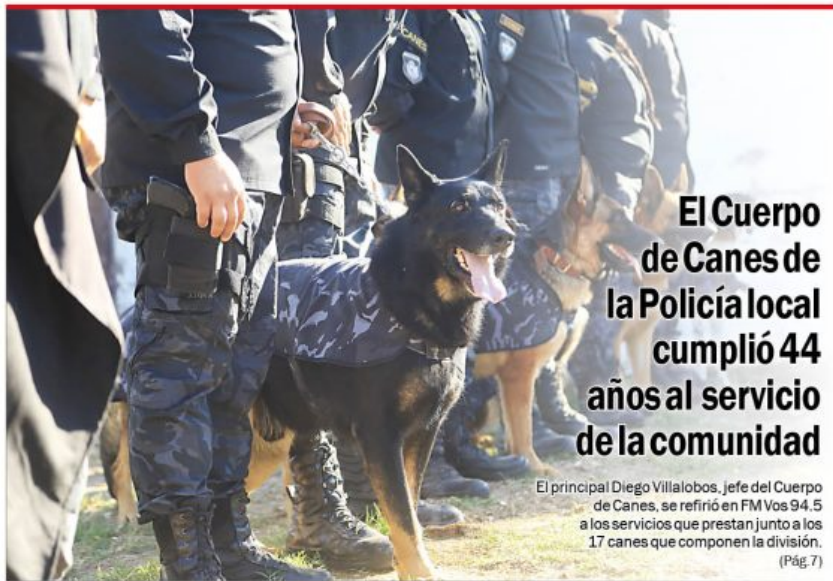 CANES
El Cuerpo
de Canes de
la Policía local
cumplió 44
años al servicio
de la comunidad
El principal Diego Villalobos, jefe del Cuerpo
de Canes, se refirió en FM Vos 94.5
a los servicios que prestan junto a los
17 canes que componen la división.
(Pág.7)